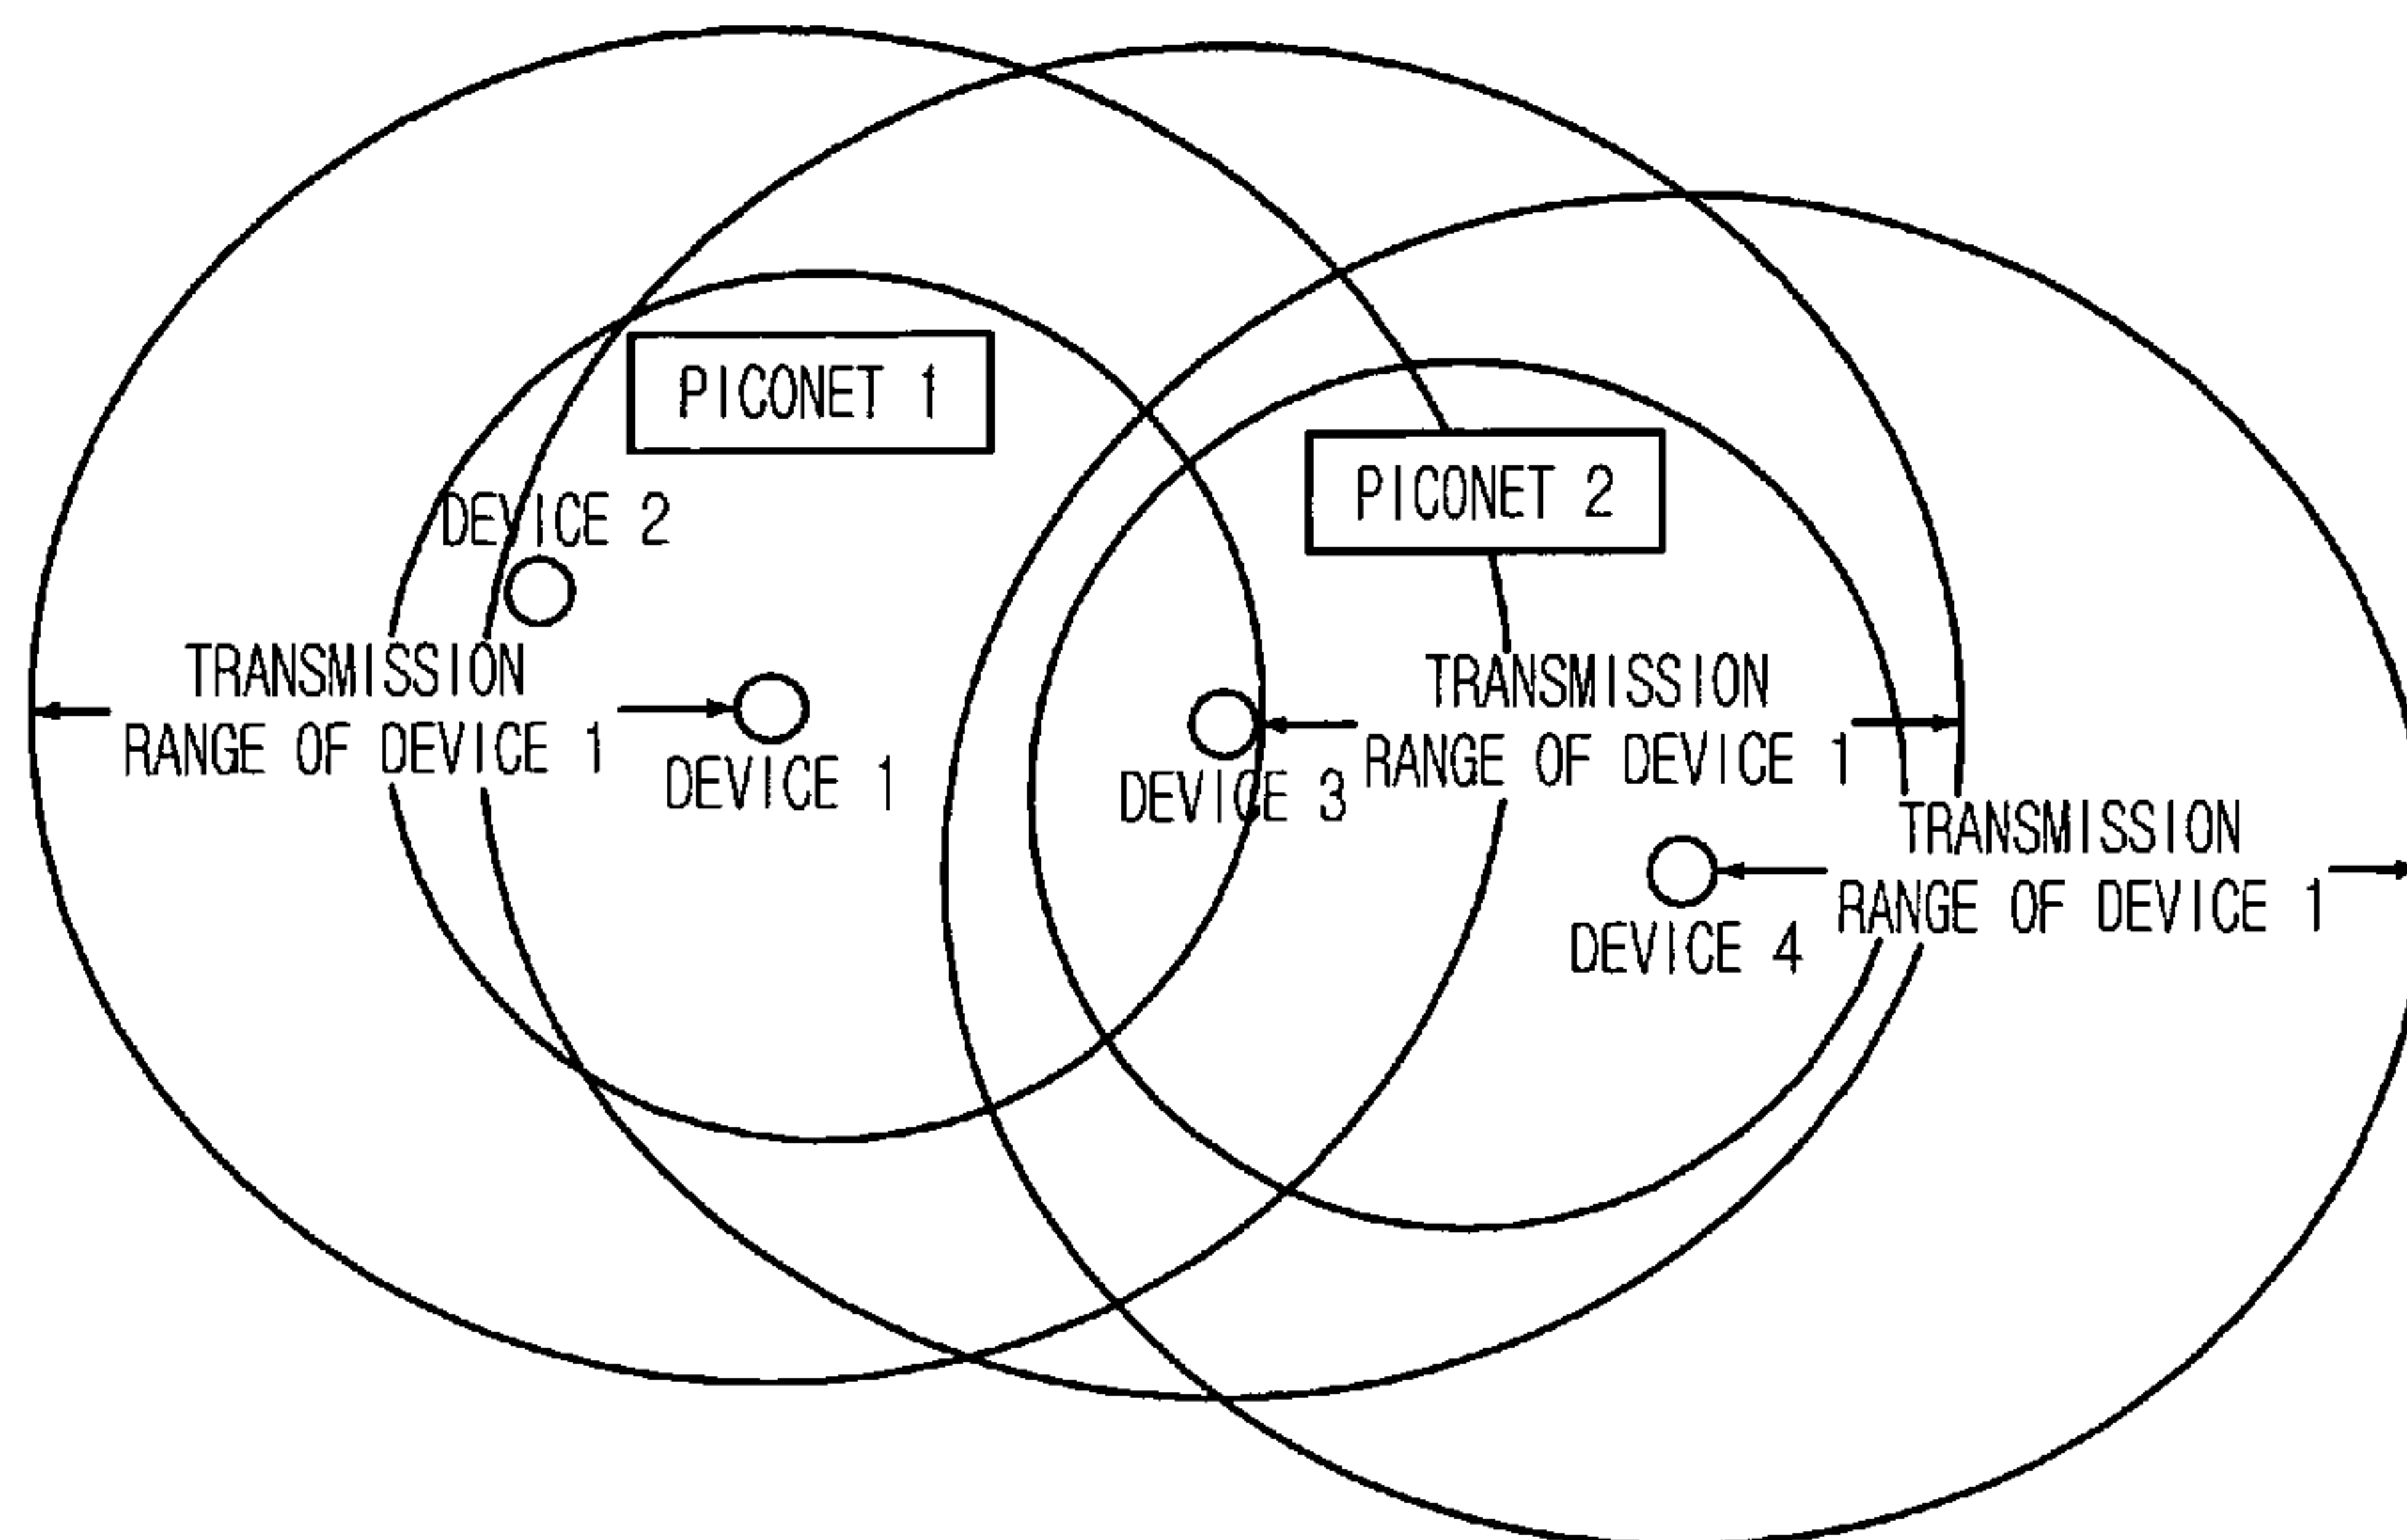 PICONET 1
PICONET 2
DEVICE 2
TRANSMISSION
RANGE OF DEVICE 1
DEVICE 1
DEVICE 3
TRANSMISSION
RANGE OF DEVICE 1
DEVICE 4
TRANSMISSION
RANGE OF DEVICE 1